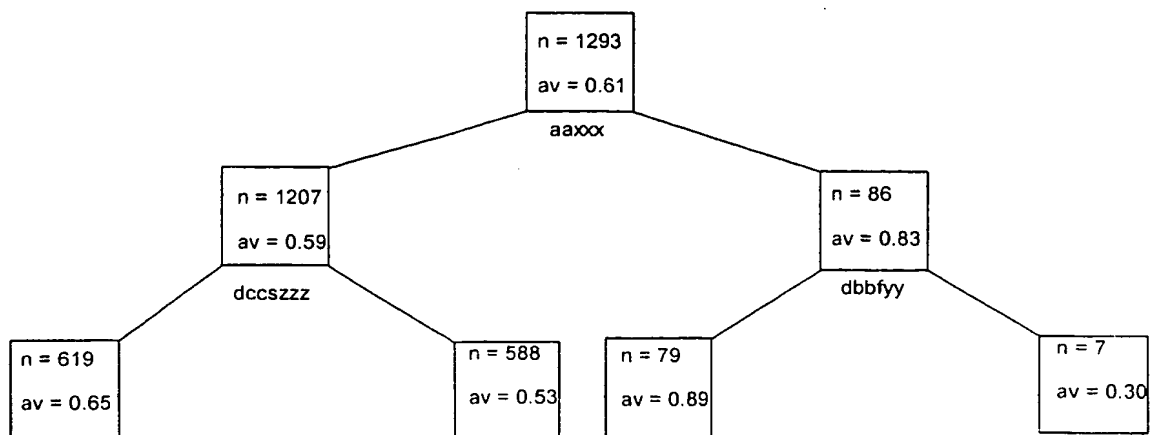 n = 1293
av = 0.61
aaxxx
n = 1207
av = 0.59
dccszzz
n = 86
av = 0.83
dbbfyy
n = 619
av = 0.65
n = 588
av = 0.53
n = 79
av = 0.89
n = 7
av = 0.30